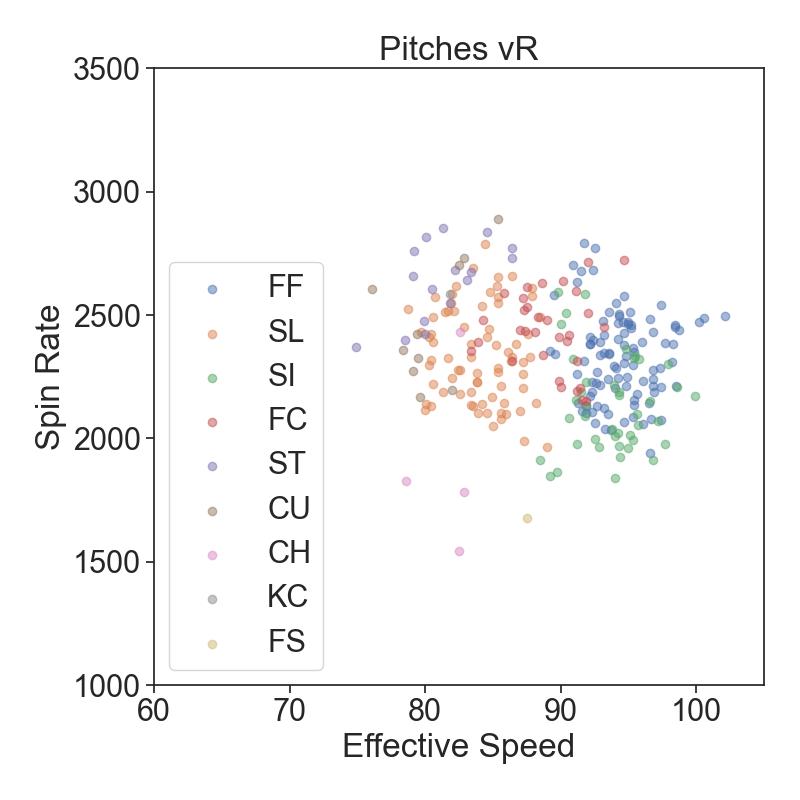 Pitches vR
3500
3000
2500
2000
1500
1000
Spin Rate
FF
SL
SI
FC
ST
CU
CH
KC
FS
60 70 80 90 100
Effective Speed